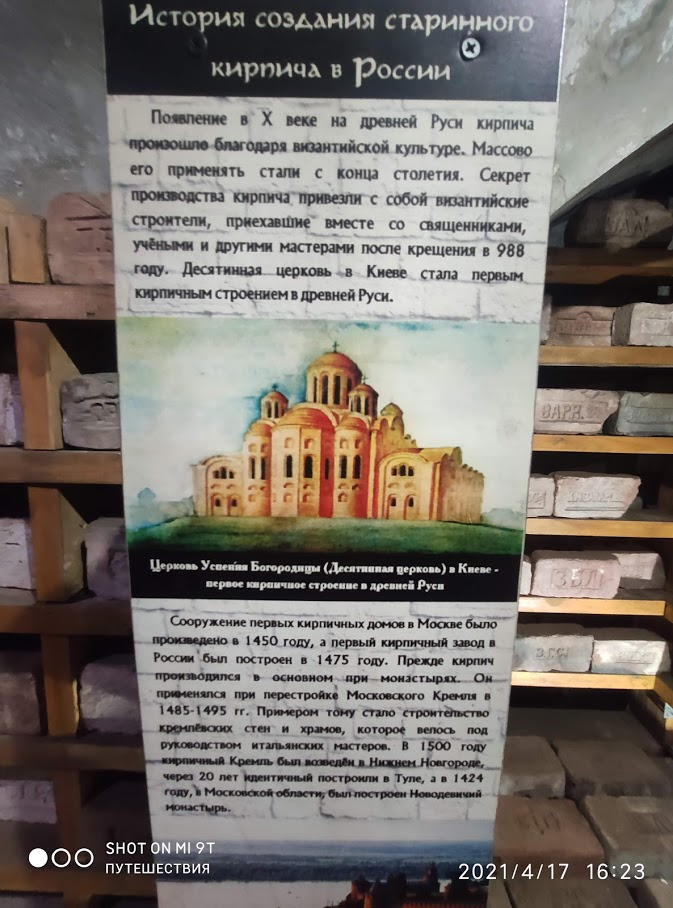 История создания старинного
кирпича в России
Появление в X веке на древней Руси кирпича
произошло благодаря византийской культуре. Массово
его применять стали с конца столетия. Секрет
производства кирпича привезли с собой византийские
строители, приехавшие вместе со священниками,
учёными и другими мастерами после крещения в 988
году. Десятинная церковь в Киеве стала первым
кирпичным строением в древней Руси.
Церковь Успения Богородицы (Десятинная церковь) в Киеве -
первое кирпичное строение в древней Руси
Сооружение первых кирпичных домов в Москве было
произведено в 1450 году, а первый кирпичный завод в
России был построен в 1475 году. Прежде кирпич
производился в основном при монастырях. Он
применялся при перестройке Московского Кремля в
1485-1495 гг. Примером тому стало строительство
кремлёвских стен и храмов, которое велось под
руководством итальянских мастеров. В 1500 году
кирпичный Кремль был возведён в Нижнем Новгороде,
через 20 лет идентичный построили в Туле, а в 1424
году, в Московской области, был построен Новодевичий
монастырь.
ВАРR.
ЗБЛ
SHOT ON MI 9T
ПУТЕШЕСТВИЯ
2021/4/17 16:23